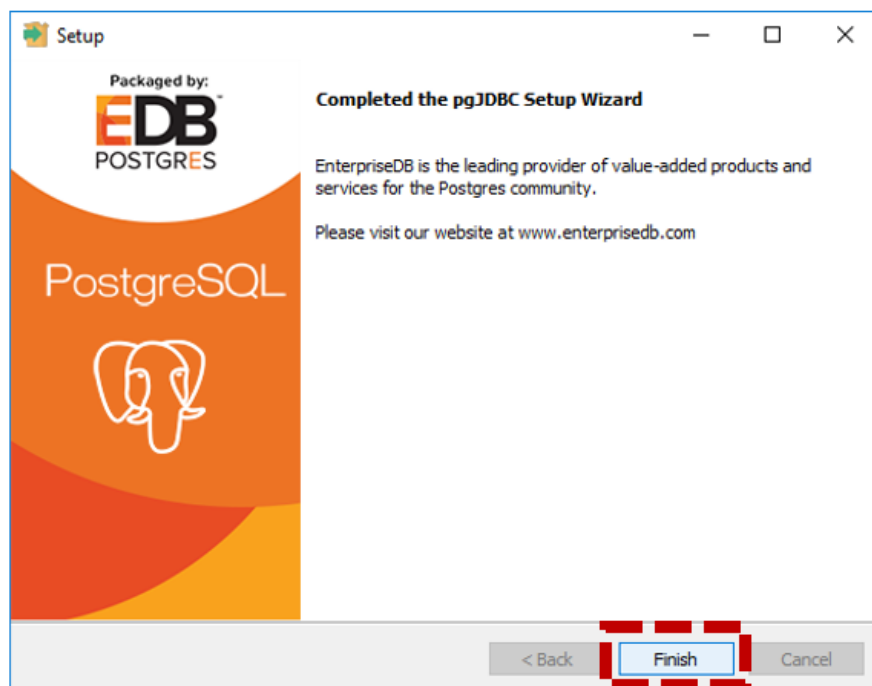 Setup
Packaged by:
EDB
POSTGRES
PostgreSQL
Completed the pgJDBC Setup Wizard
EnterpriseDB is the leading provider of value-added products and
services for the Postgres community.
Please visit our website at www.enterprisedb.com
< Back
Finish
Cancel